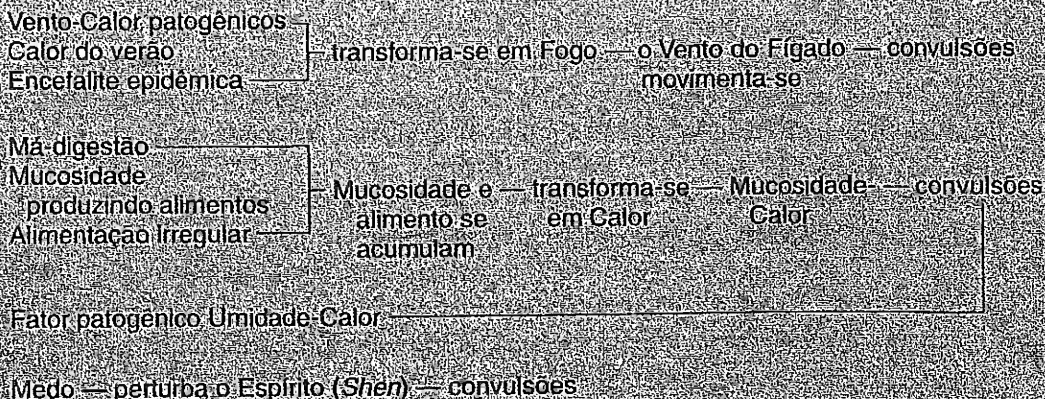 Vento-Calor patogênicos
Calor do verão
Encefalite epidêmica
transforma-se em Fogo — o Vento do Fígado — convulsões
movimenta-se
Má-digestão
Mucosidade
produzindo alimentos
Alimentação irregular
Mucosidade e — transforma-se — Mucosidade- — convulsões
alimento se em Calor Calor
acumulam
Fator patogênico Umidade-Calor
Medo — perturba o Espírito (Shen) — convulsões